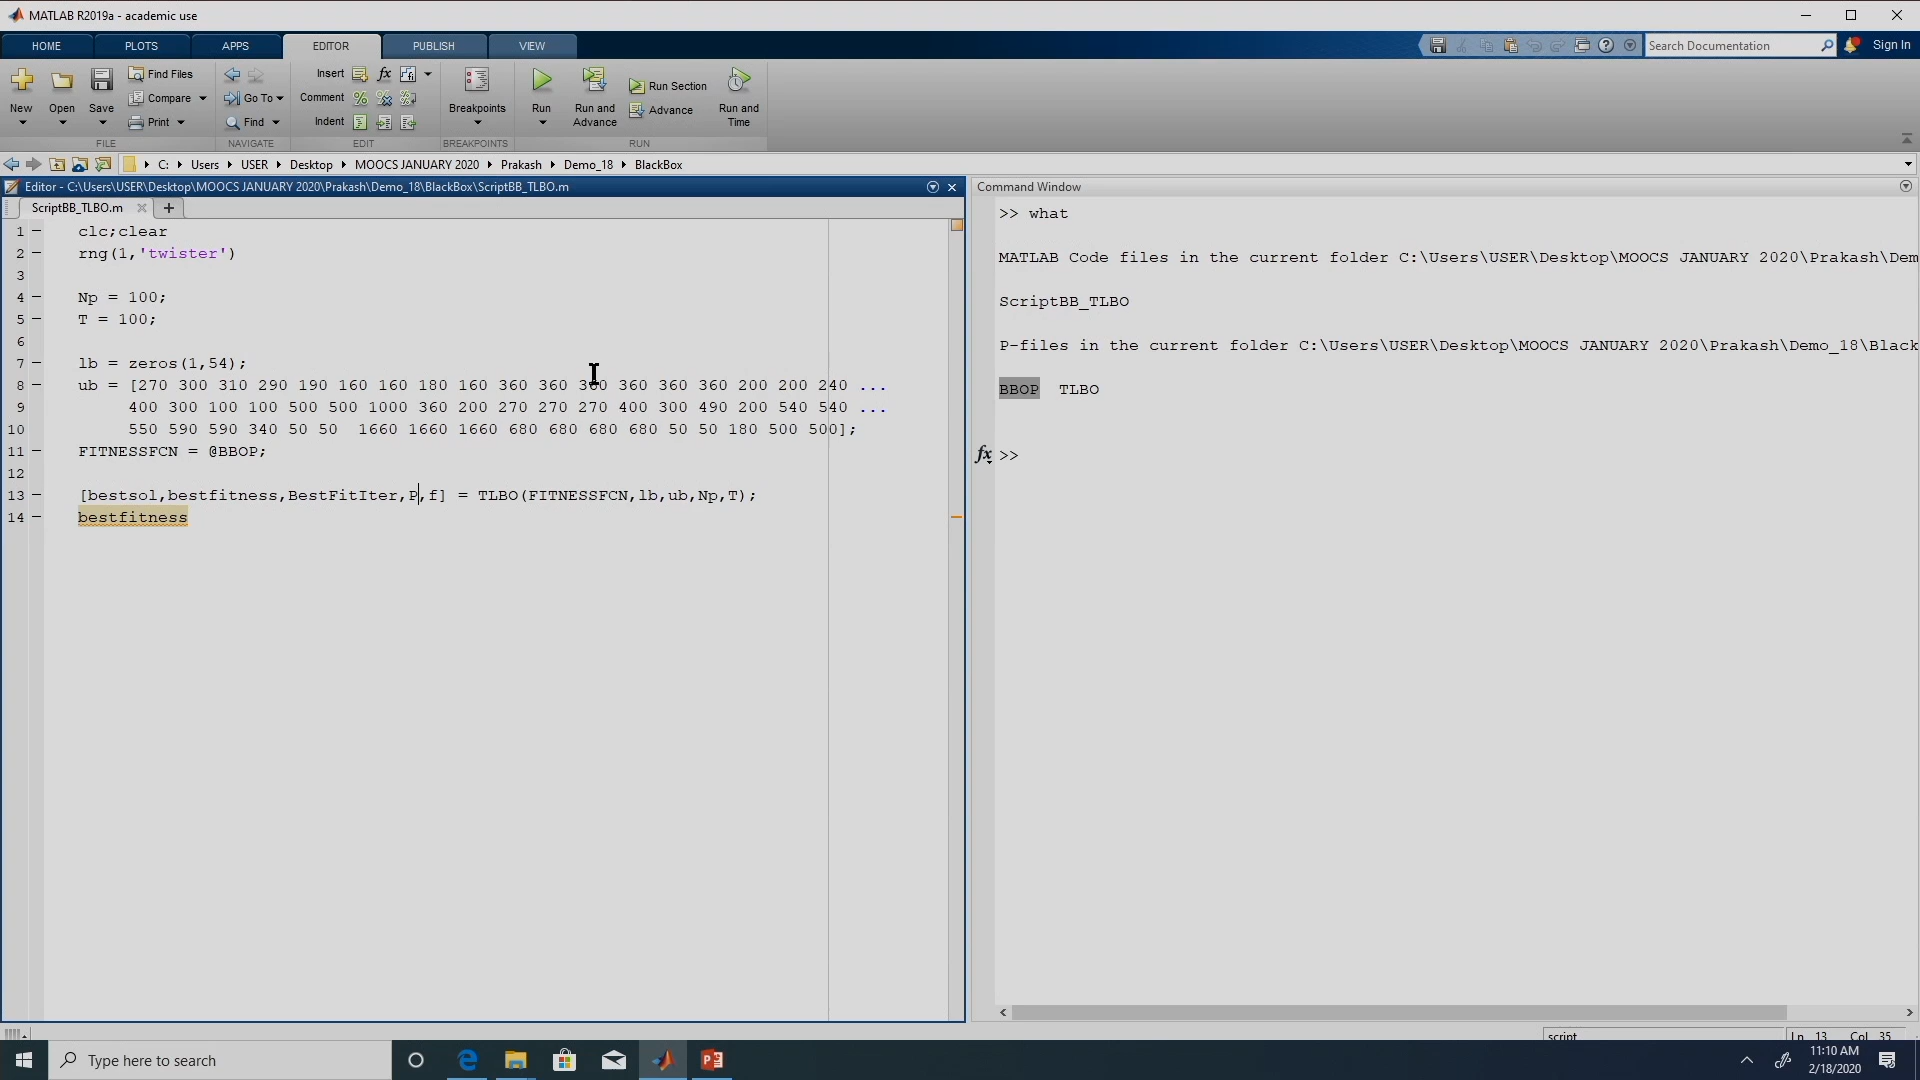 MATLAB R2019a - academic use
HOME PLOTS APPS EDITOR PUBLISH VIEW
Search Documentation Sign In
New Open Save Find Files Compare Print
Go To Find
Insert fx
Comment
Indent
Breakpoints
Run Run and Advance Run Section Advance Run and Time
FILE NAVIGATE EDIT BREAKPOINTS RUN
C: Users USER Desktop MOOCS JANUARY 2020 Prakash Demo_18 BlackBox
Editor - C:\Users\USER\Desktop\MOOCS JANUARY 2020\Prakash\Demo_18\BlackBox\ScriptBB_TLBO.m
ScriptBB_TLBO.m
1 clc;clear
2 rng(1,'twister')
3
4 Np = 100;
5 T = 100;
6
7 lb = zeros(1,54);
8 ub = [270 300 310 290 190 160 160 180 160 360 360 360 360 360 360 200 200 240 ...
9 400 300 100 100 500 500 1000 360 200 270 270 270 400 300 490 200 540 540 ...
10 550 590 590 340 50 50 1660 1660 1660 680 680 680 680 50 50 180 500 500];
11 FITNESSFCN = @BBOP;
12
13 [bestsol,bestfitness,BestFitIter,P,f] = TLBO(FITNESSFCN,lb,ub,Np,T);
14 bestfitness
Command Window
>> what
MATLAB Code files in the current folder C:\Users\USER\Desktop\MOOCS JANUARY 2020\Prakash\Dem
ScriptBB_TLBO
P-files in the current folder C:\Users\USER\Desktop\MOOCS JANUARY 2020\Prakash\Demo_18\Black
BBOP TLBO
fx >>
script Ln 13 Col 35
Type here to search
11:10 AM
2/18/2020